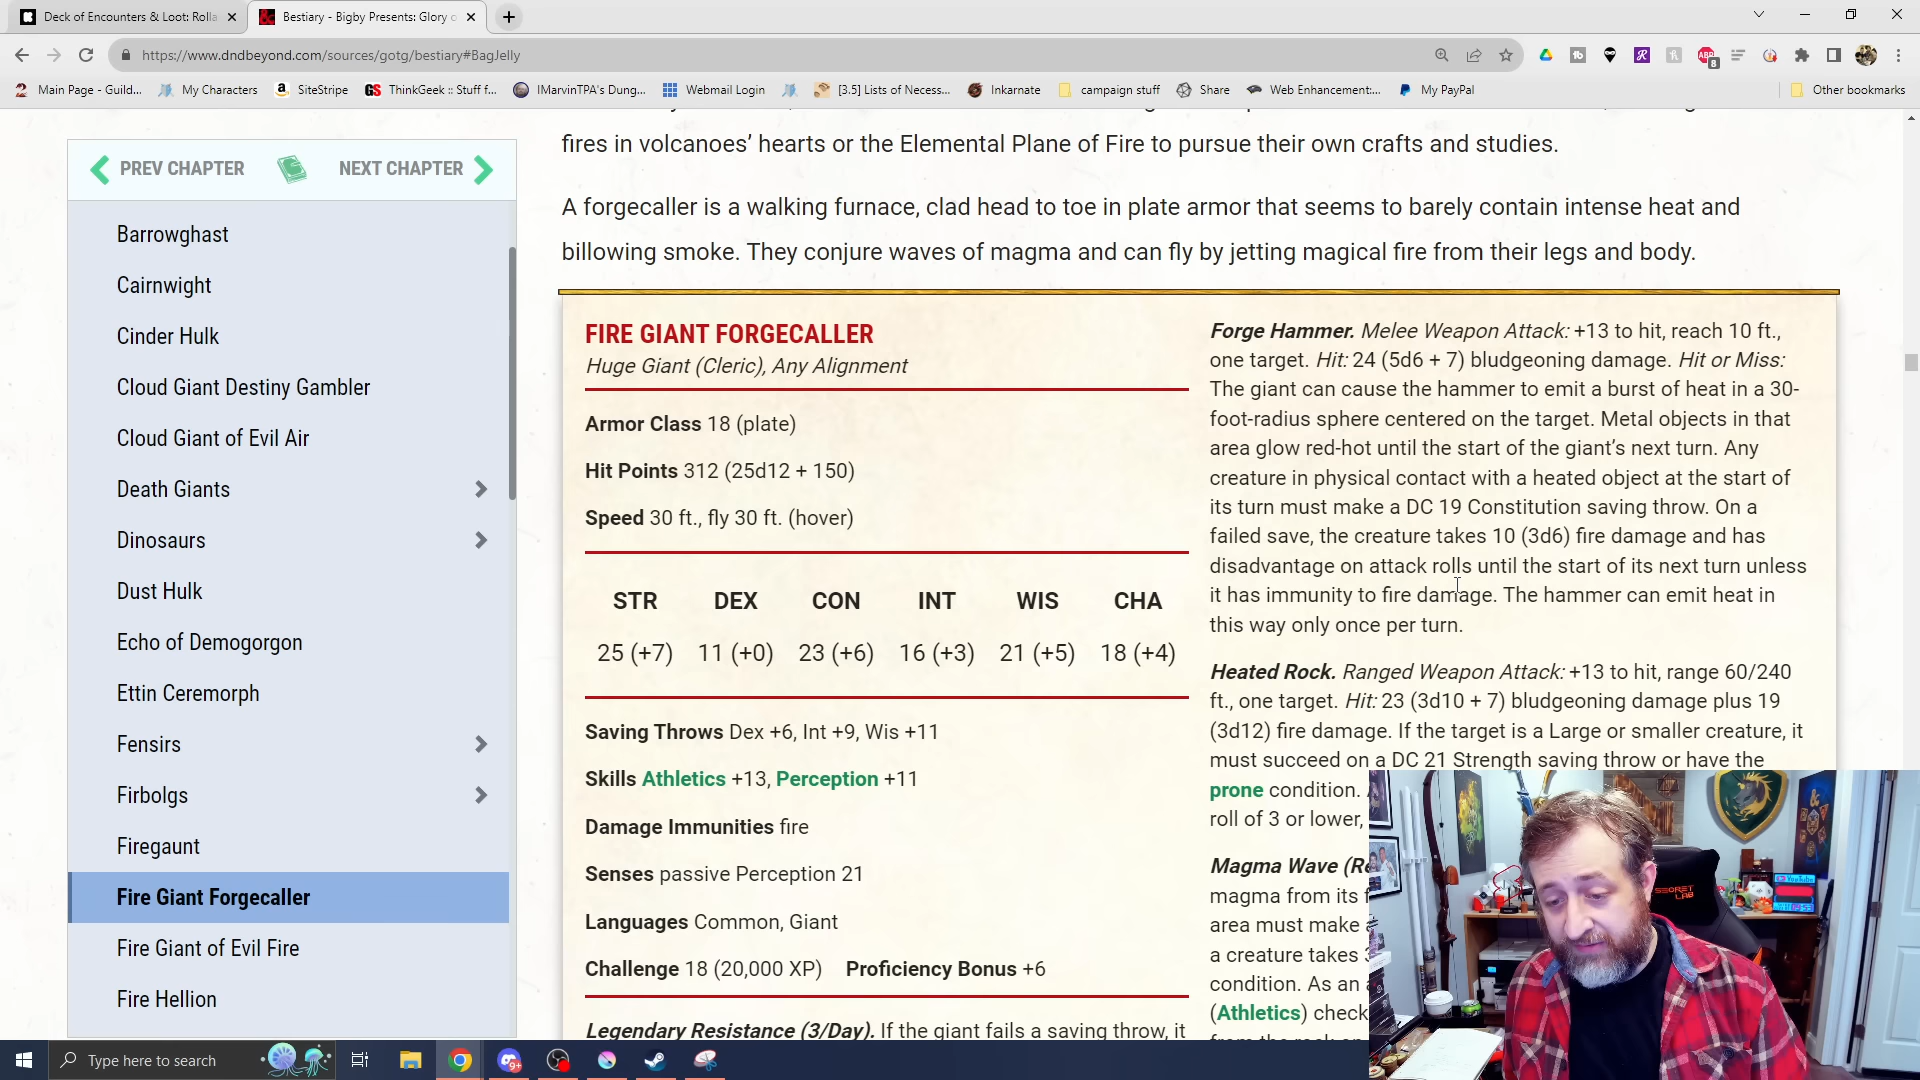 Deck of Encounters & Loot: Rolla
Bestiary - Bigby Presents: Glory o
https://www.dndbeyond.com/sources/gotg/bestiary#BagJelly
Main Page - Guild...
My Characters
SiteStripe
ThinkGeek :: Stuff f...
IMarvinTPA's Dung...
Webmail Login
[3.5] Lists of Necess...
Inkarnate
campaign stuff
Share
Web Enhancement:...
My PayPal
Other bookmarks
PREV CHAPTER
NEXT CHAPTER
Barrowghast
Cairnwight
Cinder Hulk
Cloud Giant Destiny Gambler
Cloud Giant of Evil Air
Death Giants
Dinosaurs
Dust Hulk
Echo of Demogorgon
Ettin Ceremorph
Fensirs
Firbolgs
Firegaunt
Fire Giant Forgecaller
Fire Giant of Evil Fire
Fire Hellion
fires in volcanoes’ hearts or the Elemental Plane of Fire to pursue their own crafts and studies.
A forgecaller is a walking furnace, clad head to toe in plate armor that seems to barely contain intense heat and
billowing smoke. They conjure waves of magma and can fly by jetting magical fire from their legs and body.
FIRE GIANT FORGECALLER
Huge Giant (Cleric), Any Alignment
Armor Class 18 (plate)
Hit Points 312 (25d12 + 150)
Speed 30 ft., fly 30 ft. (hover)
STR DEX CON INT WIS CHA
25 (+7) 11 (+0) 23 (+6) 16 (+3) 21 (+5) 18 (+4)
Saving Throws Dex +6, Int +9, Wis +11
Skills Athletics +13, Perception +11
Damage Immunities fire
Senses passive Perception 21
Languages Common, Giant
Challenge 18 (20,000 XP) Proficiency Bonus +6
Legendary Resistance (3/Day). If the giant fails a saving throw, it
Forge Hammer. Melee Weapon Attack: +13 to hit, reach 10 ft.,
one target. Hit: 24 (5d6 + 7) bludgeoning damage. Hit or Miss:
The giant can cause the hammer to emit a burst of heat in a 30-
foot-radius sphere centered on the target. Metal objects in that
area glow red-hot until the start of the giant’s next turn. Any
creature in physical contact with a heated object at the start of
its turn must make a DC 19 Constitution saving throw. On a
failed save, the creature takes 10 (3d6) fire damage and has
disadvantage on attack rolls until the start of its next turn unless
it has immunity to fire damage. The hammer can emit heat in
this way only once per turn.
Heated Rock. Ranged Weapon Attack: +13 to hit, range 60/240
ft., one target. Hit: 23 (3d10 + 7) bludgeoning damage plus 19
(3d12) fire damage. If the target is a Large or smaller creature, it
must succeed on a DC 21 Strength saving throw or have the
prone condition.
roll of 3 or lower,
Magma Wave (Re
magma from its f
area must make
a creature takes 3
condition. As an
(Athletics) check
SECRET
LAB
YouTube
Type here to search